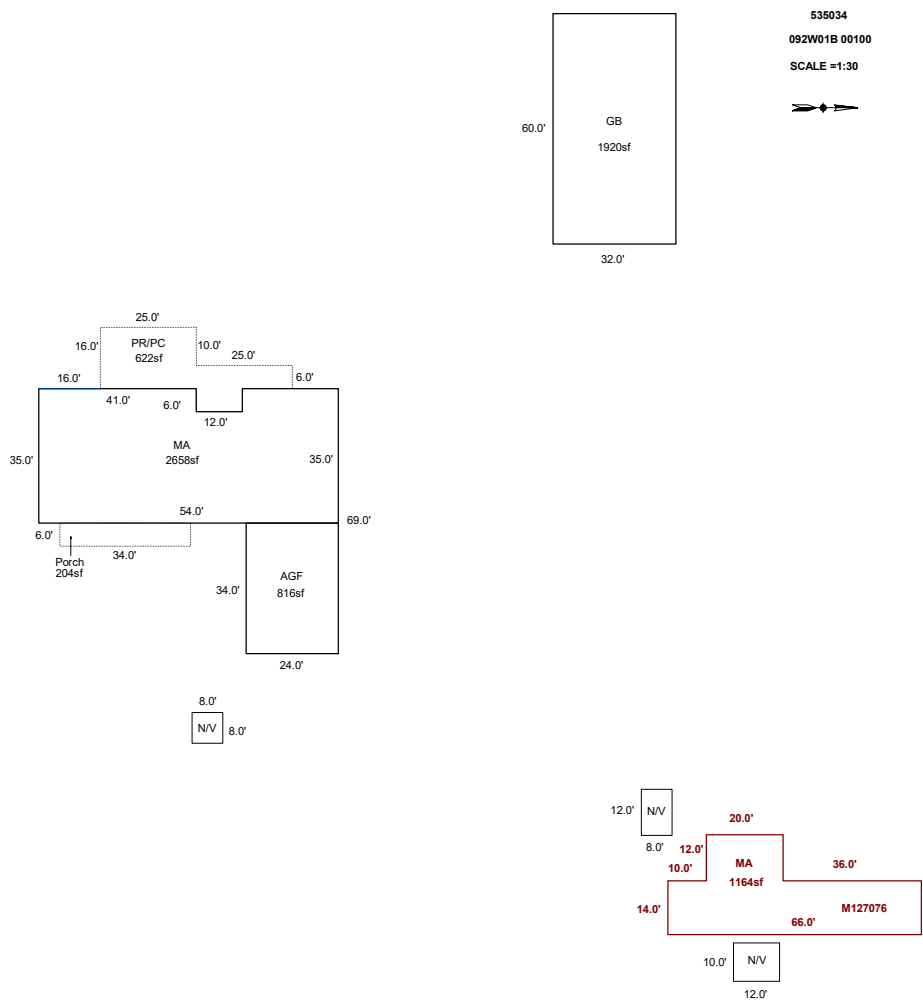 535034
092W01B 00100
SCALE =1:30
60.0'
GB
1920sf
32.0'
25.0'
16.0'
PR/PC
622sf
10.0'
25.0'
16.0'
6.0'
41.0'
6.0'
12.0'
35.0'
MA
2658sf
35.0'
54.0'
69.0'
6.0'
34.0'
Porch
204sf
34.0'
AGF
816sf
24.0'
8.0'
N/V
8.0'
12.0'
N/V
8.0'
20.0'
12.0'
10.0'
MA
1164sf
36.0'
14.0'
M127076
66.0'
10.0'
N/V
12.0'